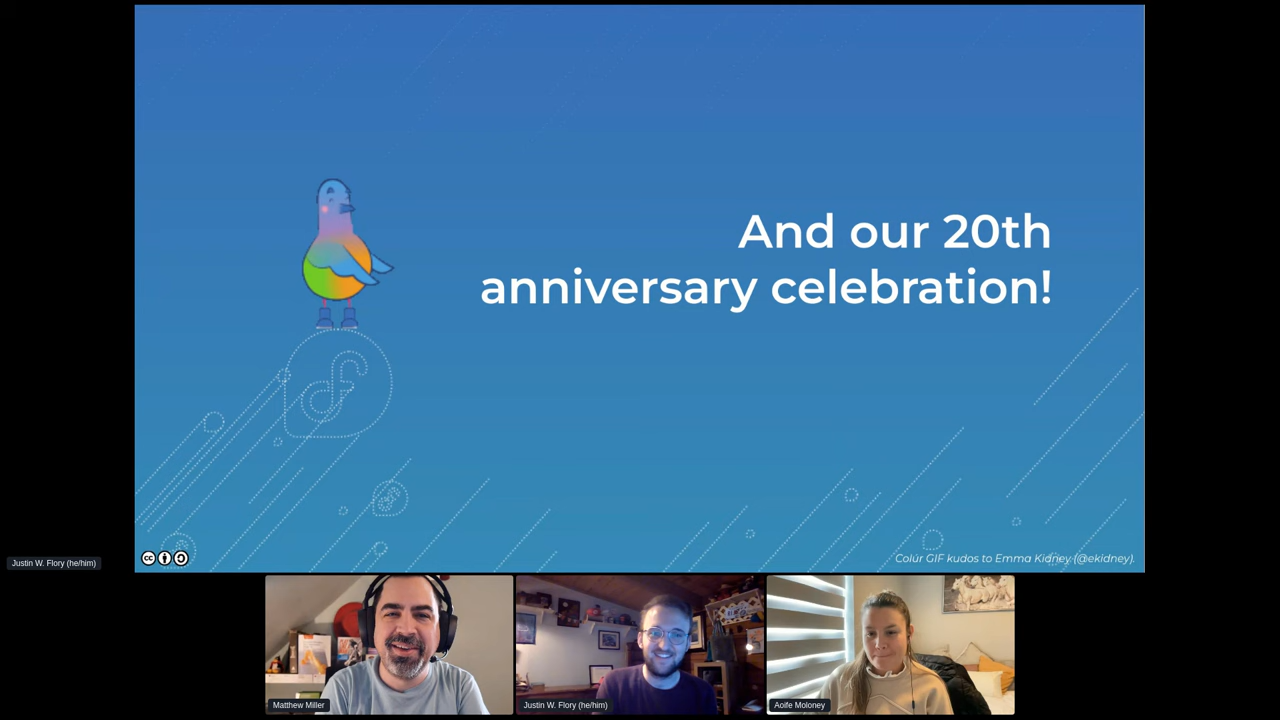 And our 20th
anniversary celebration!
Colúr GIF kudos to Emma Kidney (@ekidney).
Justin W. Flory (he/him)
Matthew Miller
Justin W. Flory (he/him)
Aoife Moloney